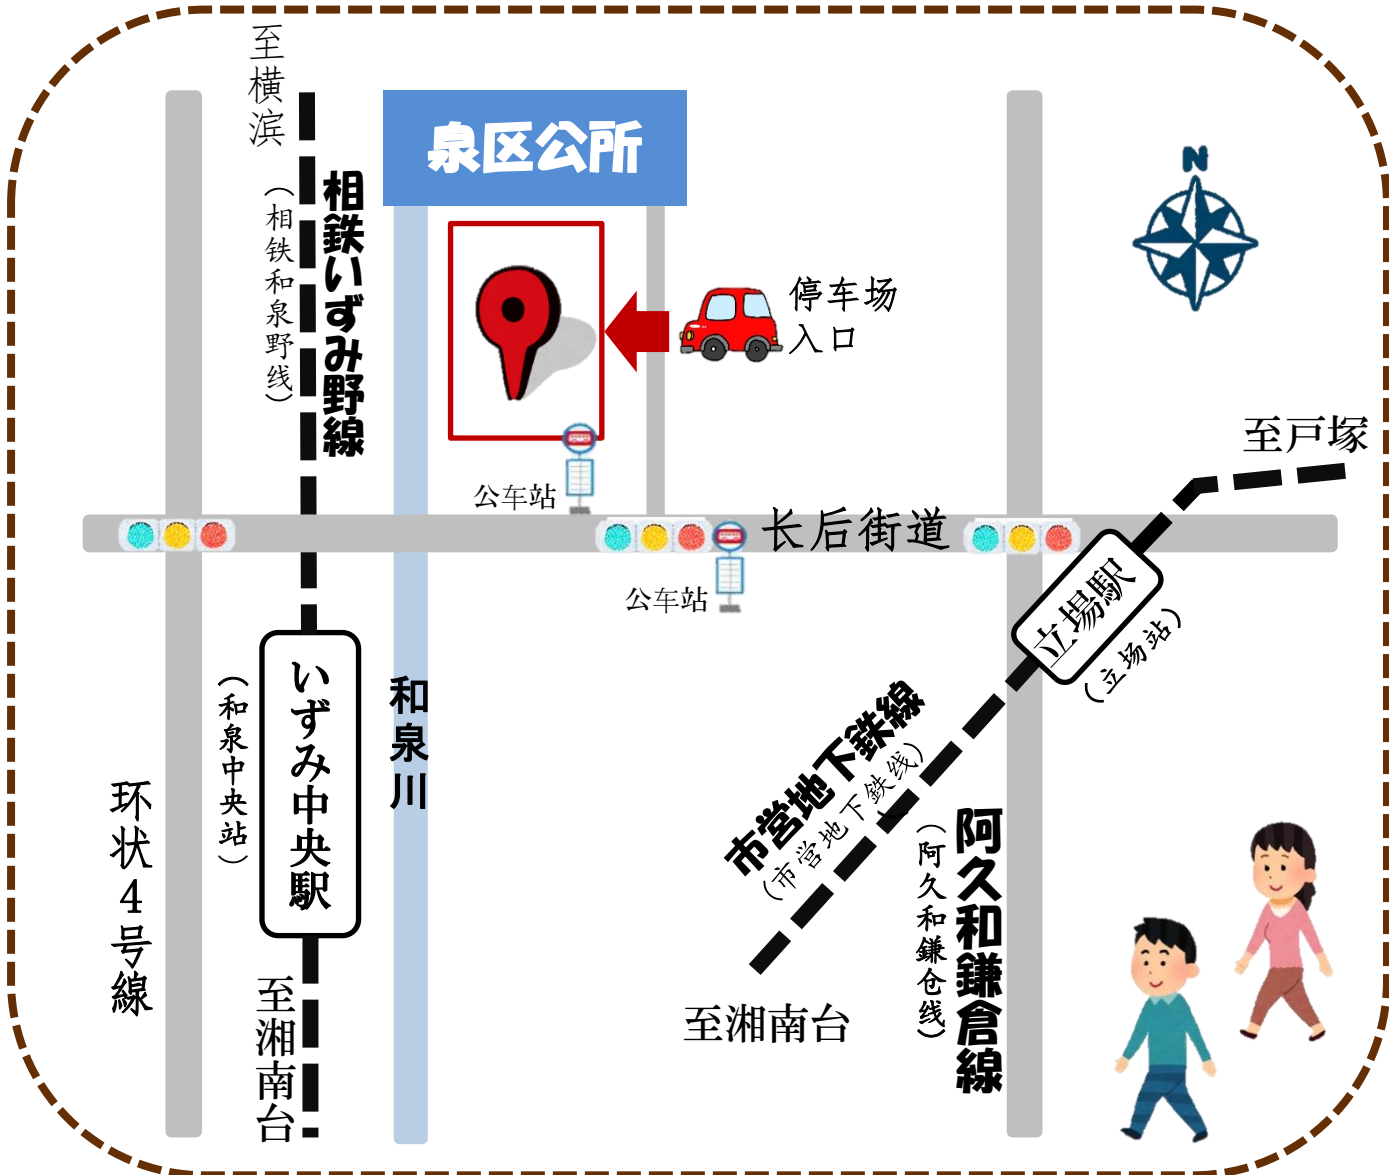 至横滨
泉区公所
N
相鉄いずみ野線
（相铁和泉野线）
停车场
入口
至戸塚
公车站
长后街道
公车站
立場駅
（立场站）
いずみ中央駅
（和泉中央站）
和泉川
市営地下鉄線
（市営地下鉄线）
环状4号線
阿久和鎌倉線
（阿久和鎌仓线）
至湘南台
至湘南台